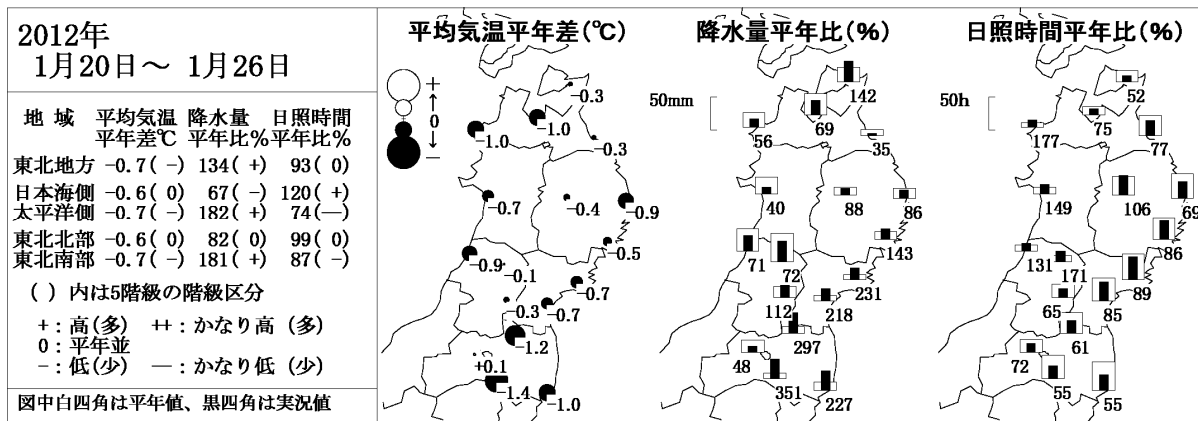 2012年
1月20日～ 1月26日
地 域 平均気温 降水量 日照時間
平年差℃ 平年比% 平年比%
東北地方 −0.7(−) 134(+) 93(0)
日本海側 −0.6(0) 67(−) 120(+)
太平洋側 −0.7(−) 182(+) 74(—)
東北北部 −0.6(0) 82(0) 99(0)
東北南部 −0.7(−) 181(+) 87(−)
( ) 内は5階級の階級区分
+：高(多) ++：かなり高 (多)
0：平年並
−：低(少) —：かなり低 (少)
図中白四角は平年値、黒四角は実況値
平均気温平年差(℃)
+
↑
0
↓
−
−0.3
−1.0
−1.0
−0.3
−0.7
−0.4
−0.9
−0.5
−0.9
−0.1
−0.7
−0.3
−0.7
−1.2
+0.1
−1.4
−1.0
降水量平年比(%)
50mm
142
69
56
35
40
88
86
143
71
72
231
112
218
297
48
351
227
日照時間平年比(%)
50h
52
75
177
77
149
106
69
86
131
171
89
65
85
61
72
55
55